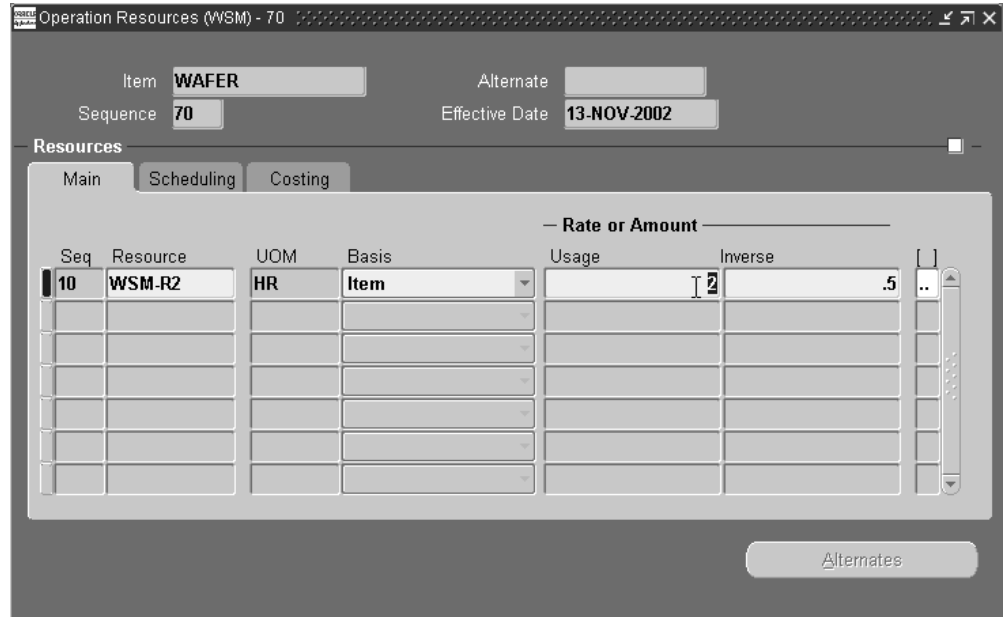 ORACLE Operation Resources (WSM) - 70
Item WAFER Alternate
Sequence 70 Effective Date 13-NOV-2002
Resources
Main Scheduling Costing
Rate or Amount
Seq Resource UOM Basis Usage Inverse [ ]
10 WSM-R2 HR Item 2 .5 ..
Alternates